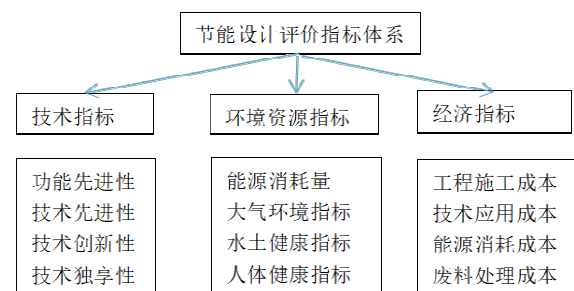 节能设计评价指标体系
技术指标
环境资源指标
经济指标
功能先进性
技术先进性
技术创新性
技术独享性
能源消耗量
大气环境指标
水土健康指标
人体健康指标
工程施工成本
技术应用成本
能源消耗成本
废料处理成本